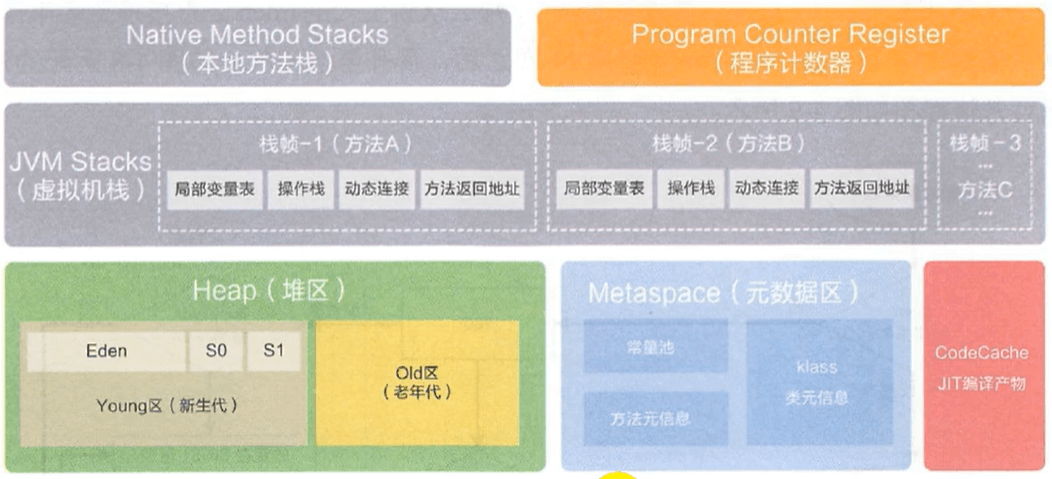 Native Method Stacks
（本地方法栈）
Program Counter Register
（程序计数器）
JVM Stacks
（虚拟机栈）
栈帧-1（方法A）
局部变量表
操作栈
动态连接
方法返回地址
栈帧-2（方法B）
局部变量表
操作栈
动态连接
方法返回地址
栈帧-3
...
方法C
...
Heap（堆区）
Eden
S0
S1
Young区（新生代）
Old区
（老年代）
Metaspace（元数据区）
常量池
方法元信息
klass
类元信息
CodeCache
JIT编译产物